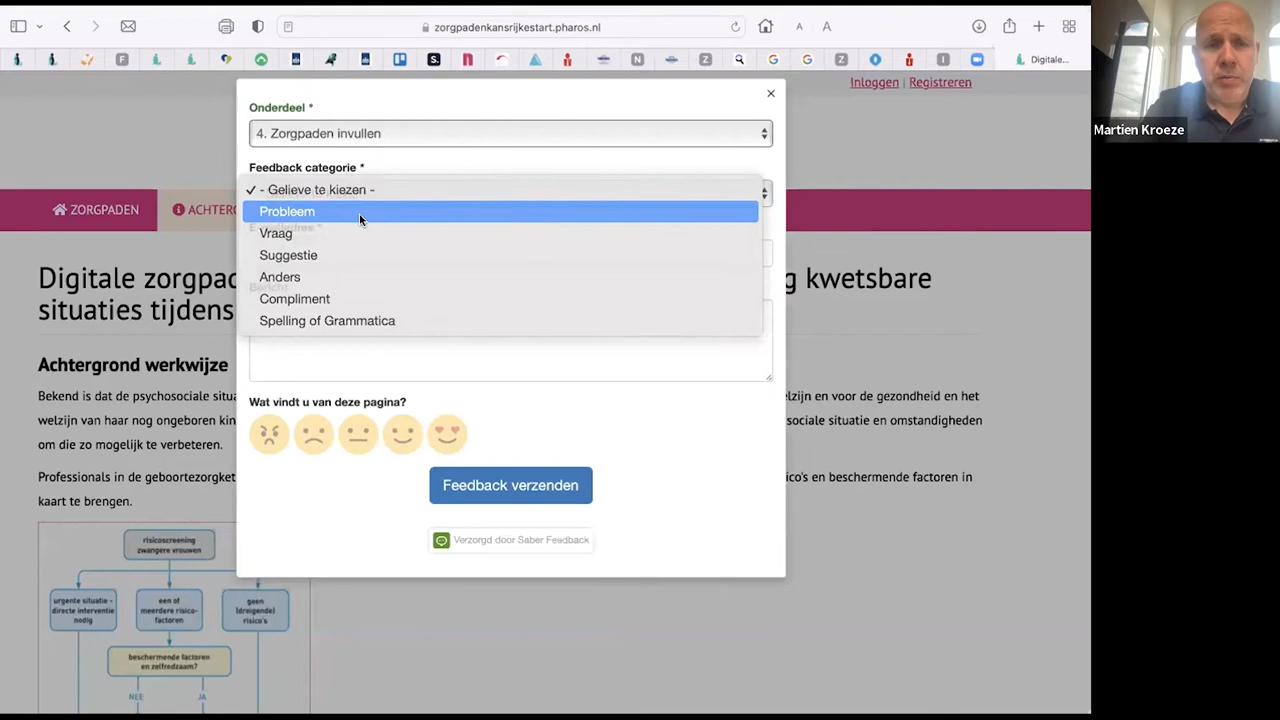 zorgpadenkansrijkestart.pharos.nl
A A
Digitale...
Inloggen | Registreren
Martien Kroeze
×
Onderdeel *
4. Zorgpaden invullen
Feedback categorie *
✓ - Gelieve te kiezen -
Probleem
Vraag
Suggestie
Anders
Compliment
Spelling of Grammatica
Bericht
ZORGPADEN
ACHTERG
Digitale zorgpad
g kwetsbare
situaties tijdens
Achtergrond werkwijze
Bekend is dat de psychosociale situa
lzijn en voor de gezondheid en het
welzijn van haar nog ongeboren kin
sociale situatie en omstandigheden
om die zo mogelijk te verbeteren.
Professionals in de geboortezorgket
ico's en beschermende factoren in
kaart te brengen.
Wat vindt u van deze pagina?
Feedback verzenden
Verzorgd door Saber Feedback
risicoscreening
zwangere vrouwen
urgente situatie -
directe interventie
nodig
een of
meerdere risico-
factoren
geen
(dreigende)
risico's
beschermende factoren
en zelfredzaam?
NEE
JA